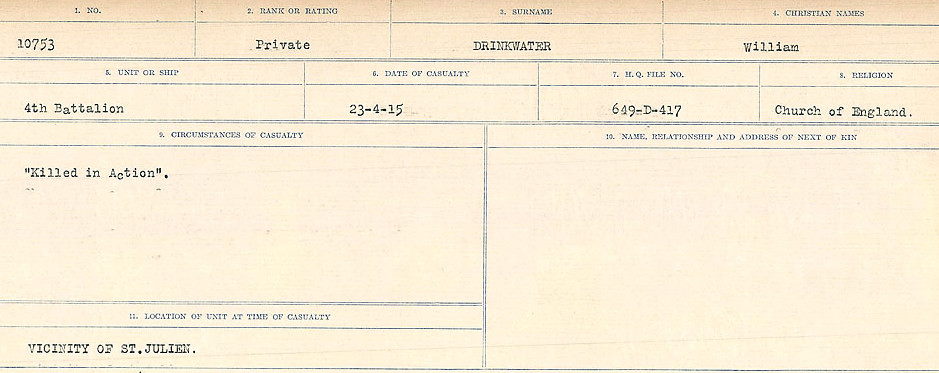 1. NO. 2. RANK OR RATING 3. SURNAME 4. CHRISTIAN NAMES
10753 Private DRINKWATER William
5. UNIT OR SHIP 6. DATE OF CASUALTY 7. H. Q. FILE NO. 8. RELIGION
4th Battalion 23-4-15 649-D-417 Church of England.
9. CIRCUMSTANCES OF CASUALTY 10. NAME, RELATIONSHIP AND ADDRESS OF NEXT OF KIN
"Killed in Action".
11. LOCATION OF UNIT AT TIME OF CASUALTY
VICINITY OF ST.JULIEN.